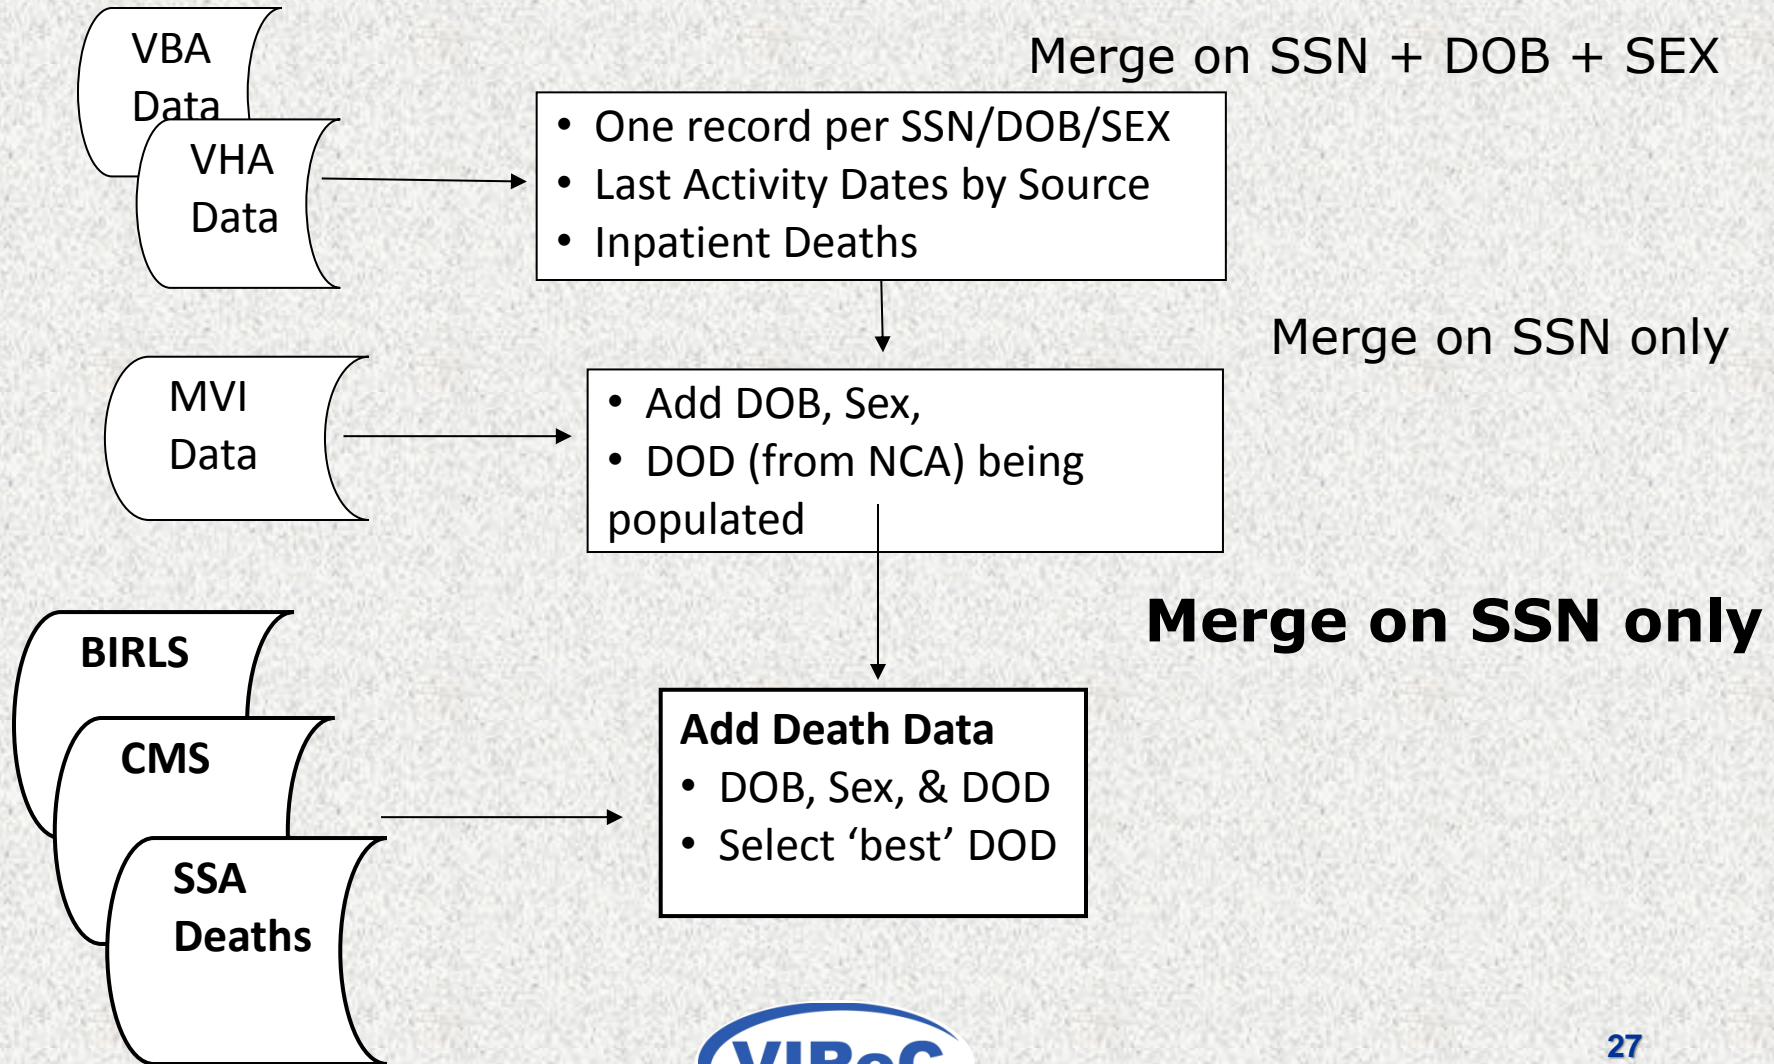 VBA
Data
Merge on SSN + DOB + SEX
VHA
Data
• One record per SSN/DOB/SEX
• Last Activity Dates by Source
• Inpatient Deaths
Merge on SSN only
MVI
Data
• Add DOB, Sex,
• DOD (from NCA) being
populated
Merge on SSN only
BIRLS
CMS
SSA
Deaths
Add Death Data
• DOB, Sex, & DOD
• Select ‘best’ DOD
VIReC
27